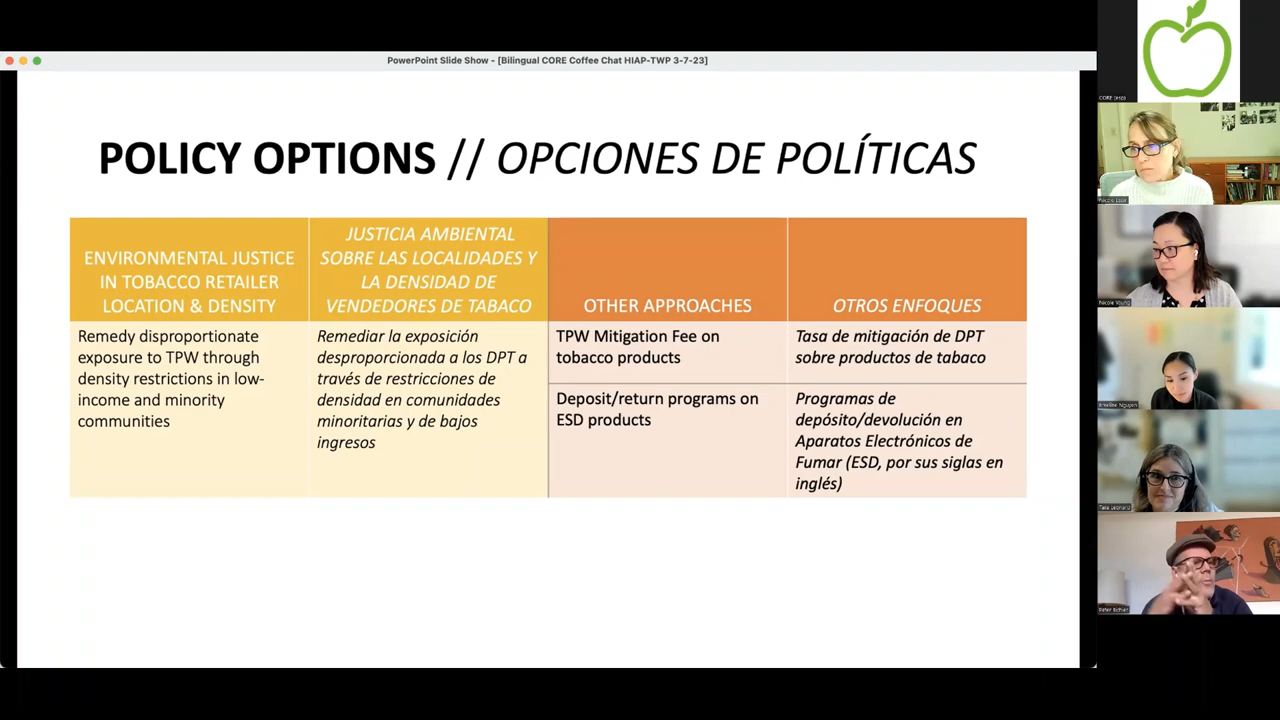 PowerPoint Slide Show - [Bilingual CORE Coffee Chat HIAP-TWP 3-7-23]
POLICY OPTIONS // OPCIONES DE POLÍTICAS
ENVIRONMENTAL JUSTICE
IN TOBACCO RETAILER
LOCATION & DENSITY
JUSTICIA AMBIENTAL
SOBRE LAS LOCALIDADES Y
LA DENSIDAD DE
VENDEDORES DE TABACO
OTHER APPROACHES
OTROS ENFOQUES
Remedy disproportionate
exposure to TPW through
density restrictions in low-
income and minority
communities
Remediar la exposición
desproporcionada a los DPT a
través de restricciones de
densidad en comunidades
minoritarias y de bajos
ingresos
TPW Mitigation Fee on
tobacco products
Tasa de mitigación de DPT
sobre productos de tabaco
Deposit/return programs on
ESD products
Programas de
depósito/devolución en
Aparatos Electrónicos de
Fumar (ESD, por sus siglas en
inglés)
Nicole Young
Tara Leonard